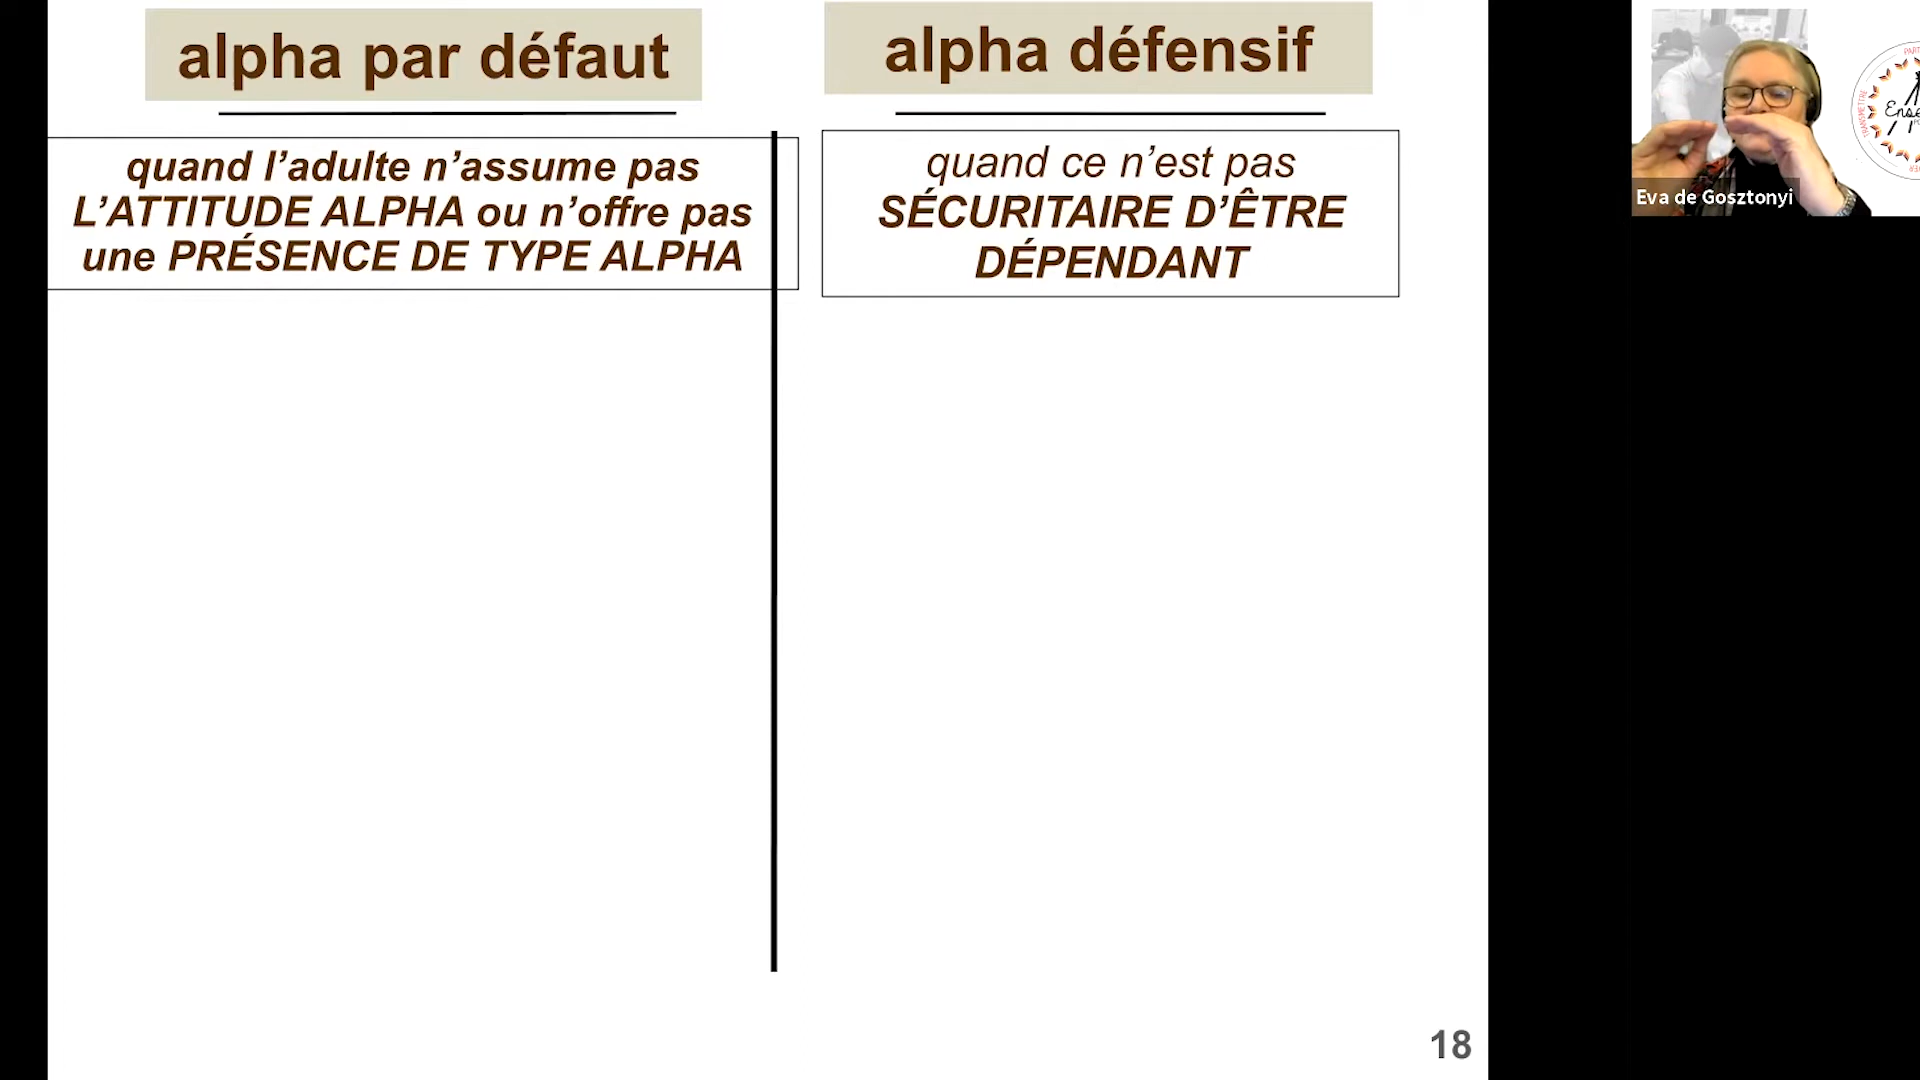 alpha par défaut
alpha défensif
quand l’adulte n’assume pas
L’ATTITUDE ALPHA ou n’offre pas
une PRÉSENCE DE TYPE ALPHA
quand ce n’est pas
SÉCURITAIRE D’ÊTRE
DÉPENDANT
Eva de Gosztonyi
18